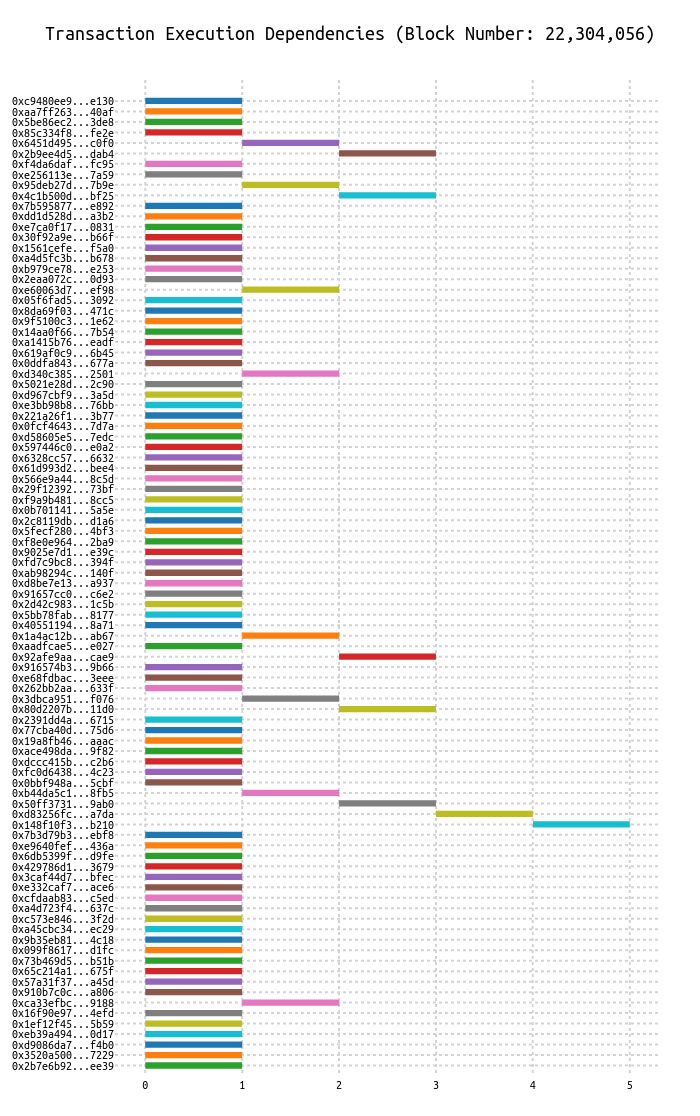 Transaction Execution Dependencies (Block Number: 22,304,056)
0xc9480ee9...e130
0xaa7ff263...40af
0x5be86ec2...3de8
0x85c334f8...fe2e
0x6451d495...c0f0
0x2b9ee4d5...dab4
0xf4da6daf...fc95
0xe256113e...7a59
0x95deb27d...7b9e
0x4c1b500d...bf25
0x7b595877...e892
0xdd1d528d...a3b2
0xe7ca0f17...0831
0x30f92a9e...b66f
0x1561cefe...f5a0
0xa4d5fc3b...b678
0xb979ce78...e253
0x2eaa072c...0d93
0xe60063d7...ef98
0x05f6fad5...3092
0x8da69f03...471c
0x9f5100c3...1e62
0x14aa0f66...7b54
0xa1415b76...eadf
0x619af0c9...6b45
0x0ddfa843...677a
0xd340c385...2501
0x5021e28d...2c90
0xd967cbf9...3a5d
0xe3bb98b8...76bb
0x221a26f1...3b77
0x0fcf4643...7d7a
0xd58605e5...7edc
0x597446c0...e0a2
0x6328cc57...6632
0x61d993d2...bee4
0x566e9a44...8c5d
0x29f12392...73bf
0xf9a9b481...8cc5
0x0b701141...5a5e
0x2c8119db...d1a6
0x5fecf280...4bf3
0xf8e0e964...2ba9
0x9025e7d1...e39c
0xfd7c9bc8...394f
0xab98294c...140f
0xd8be7e13...a937
0x91657cc0...c6e2
0x2d42c983...1c5b
0x5bb78fab...8177
0x40551194...8a71
0x1a4ac12b...ab67
0xaadfcae5...e027
0x92afe9aa...cae9
0x916574b3...9b66
0xe68fdbac...3eee
0x262bb2aa...633f
0x3dbca951...f076
0x80d2207b...11d0
0x2391dd4a...6715
0x77cba40d...75d6
0x19a8fb46...aaac
0xace498da...9f82
0xdccc415b...c2b6
0xfc0d6438...4c23
0x0bbf948a...5cbf
0xb44da5c1...8fb5
0x50ff3731...9ab0
0xd83256fc...a7da
0x148f10f3...b210
0x7b3d79b3...ebf8
0xe9640fef...436a
0x6db5399f...d9fe
0x429786d1...3679
0x3caf44d7...bfec
0xe332caf7...ace6
0xcfdaab83...c5ed
0xa4d723f4...637c
0xc573e846...3f2d
0xa45cbc34...ec29
0x9b35eb81...4c18
0x099f8617...d1fc
0x73b469d5...b51b
0x65c214a1...675f
0x57a31f37...a45d
0x910b7c0c...a806
0xca33efbc...9188
0x16f90e97...4efd
0x1ef12f45...5b59
0xeb39a494...0d17
0xd9086da7...f4b0
0x3520a500...7229
0x2b7e6b92...ee39
0 1 2 3 4 5